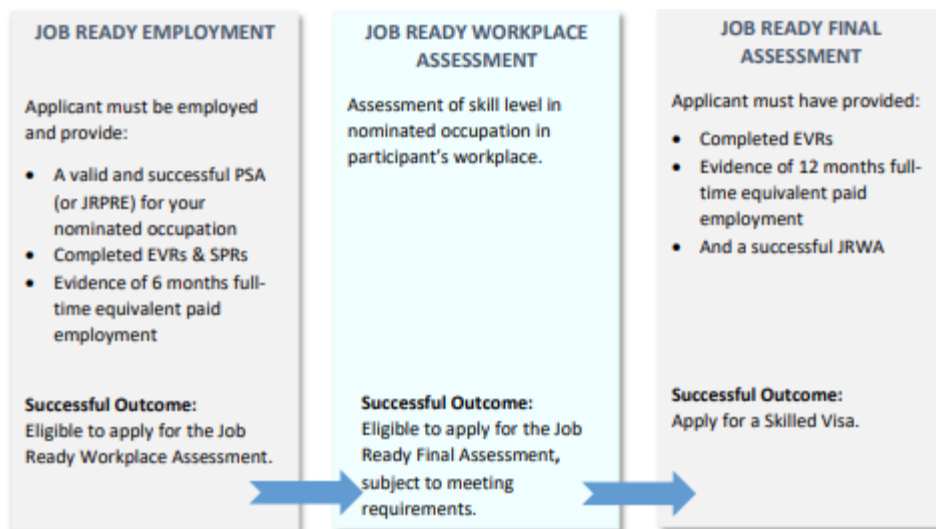 JOB READY EMPLOYMENT
Applicant must be employed
and provide:
• A valid and successful PSA
(or JRPRE) for your
nominated occupation
• Completed EVRs & SPRs
• Evidence of 6 months full-
time equivalent paid
employment
Successful Outcome:
Eligible to apply for the Job
Ready Workplace Assessment.
JOB READY WORKPLACE
ASSESSMENT
Assessment of skill level in
nominated occupation in
participant's workplace.
Successful Outcome:
Eligible to apply for the Job
Ready Final Assessment,
subject to meeting
requirements.
JOB READY FINAL
ASSESSMENT
Applicant must have provided:
• Completed EVRs
• Evidence of 12 months full-
time equivalent paid
employment
• And a successful JRWA
Successful Outcome:
Apply for a Skilled Visa.